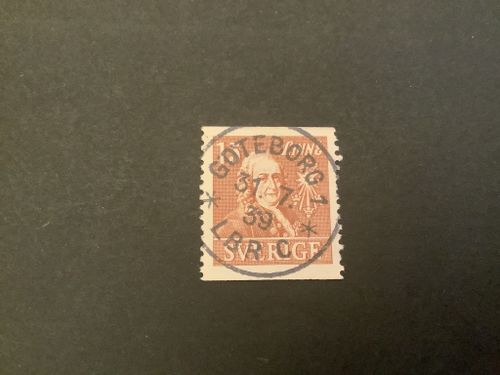 GÖTEBORG 1
31.7.
39
* LBR C *
SVERIGE